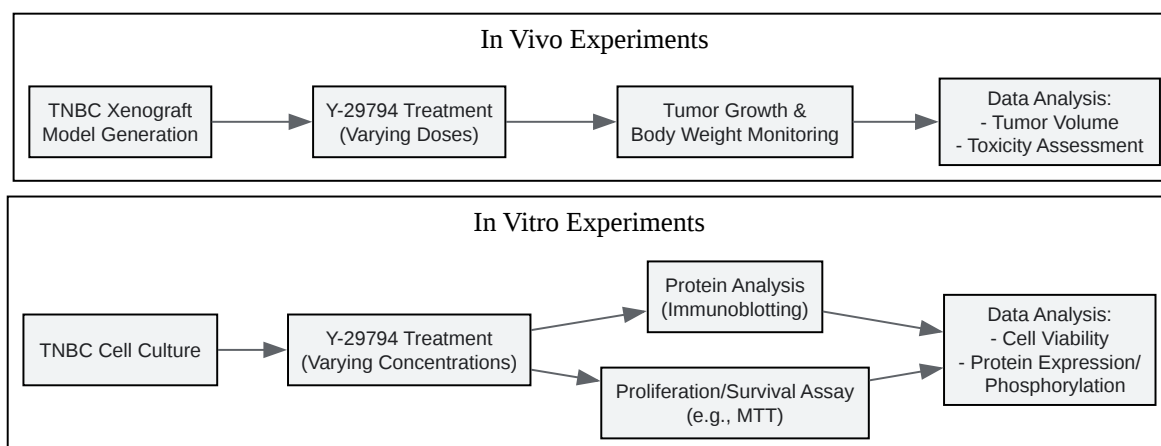 In Vivo Experiments
TNBC Xenograft
Model Generation
Y-29794 Treatment
(Varying Doses)
Tumor Growth &
Body Weight Monitoring
Data Analysis:
- Tumor Volume
- Toxicity Assessment
In Vitro Experiments
TNBC Cell Culture
Y-29794 Treatment
(Varying Concentrations)
Protein Analysis
(Immunoblotting)
Proliferation/Survival Assay
(e.g., MTT)
Data Analysis:
- Cell Viability
- Protein Expression/
Phosphorylation